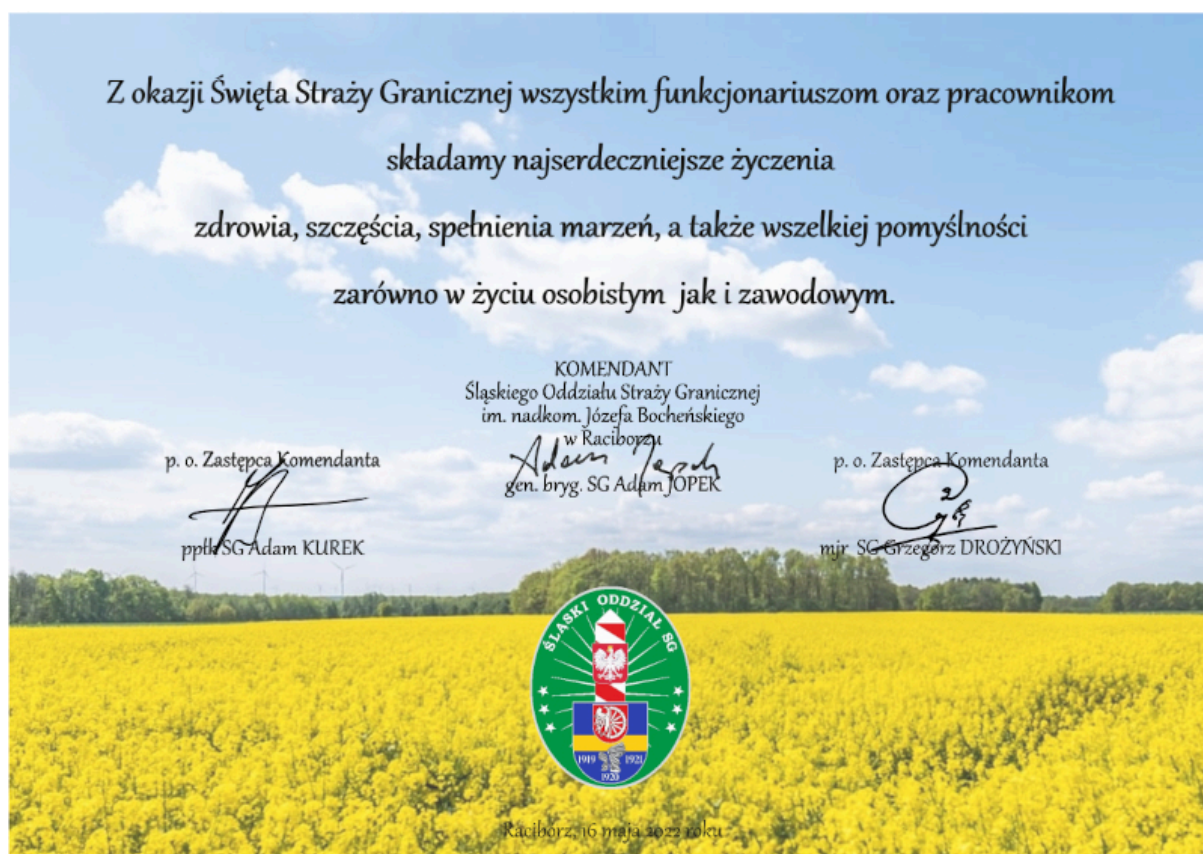 Z okazji Święta Straży Granicznej wszystkim funkcjonariuszom oraz pracownikom
składamy najserdeczniejsze życzenia
zdrowia, szczęścia, spełnienia marzeń, a także wszelkiej pomyślności
zarówno w życiu osobistym jak i zawodowym.
KOMENDANT
Śląskiego Oddziału Straży Granicznej
im. nadkom. Józefa Bocheńskiego
w Raciborzu
Adam Jopek
gen. bryg. SG Adam JOPEK
p. o. Zastępca Komendanta
ppłk SG Adam KUREK
p. o. Zastępca Komendanta
mjr SG Grzegorz DROŻYŃSKI
ŚLĄSKI ODDZIAŁ SG
1919 1921
1920
Racibórz, 16 maja 2022 roku